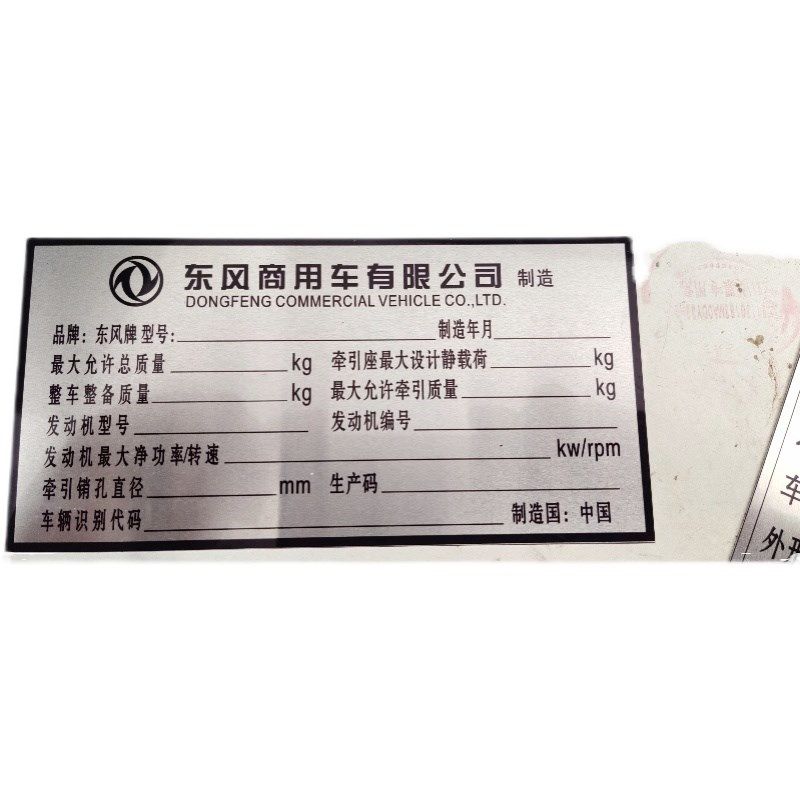 东风商用车有限公司 制造
DONGFENG COMMERCIAL VEHICLE CO.,LTD.
品牌：东风牌 型号： 制造年月
最大允许总质量 kg 牵引座最大设计静载荷 kg
整车整备质量 kg 最大允许牵引质量 kg
发动机型号 发动机编号
发动机最大净功率/转速 kw/rpm
牵引销孔直径 mm 生产码
车辆识别代码 制造国：中国
车
外形